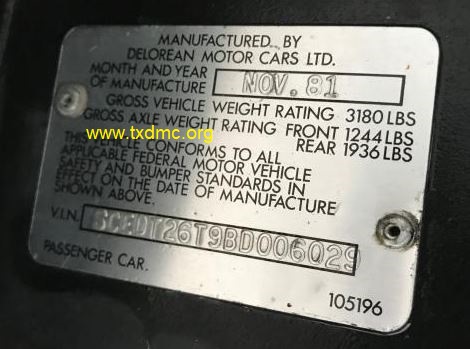 MANUFACTURED BY
DELOREAN MOTOR CARS LTD.
MONTH AND YEAR
OF MANUFACTURE NOV. 81
GROSS VEHICLE WEIGHT RATING 3180 LBS
GROSS AXLE WEIGHT RATING FRONT 1244 LBS
REAR 1936 LBS
www.txdmc.org
THIS VEHICLE CONFORMS TO ALL
APPLICABLE FEDERAL MOTOR VEHICLE
SAFETY AND BUMPER STANDARDS IN
EFFECT ON THE DATE OF MANUFACTURE
SHOWN ABOVE.
V.I.N. SCEDT26T9BD006029
PASSENGER CAR.
105196